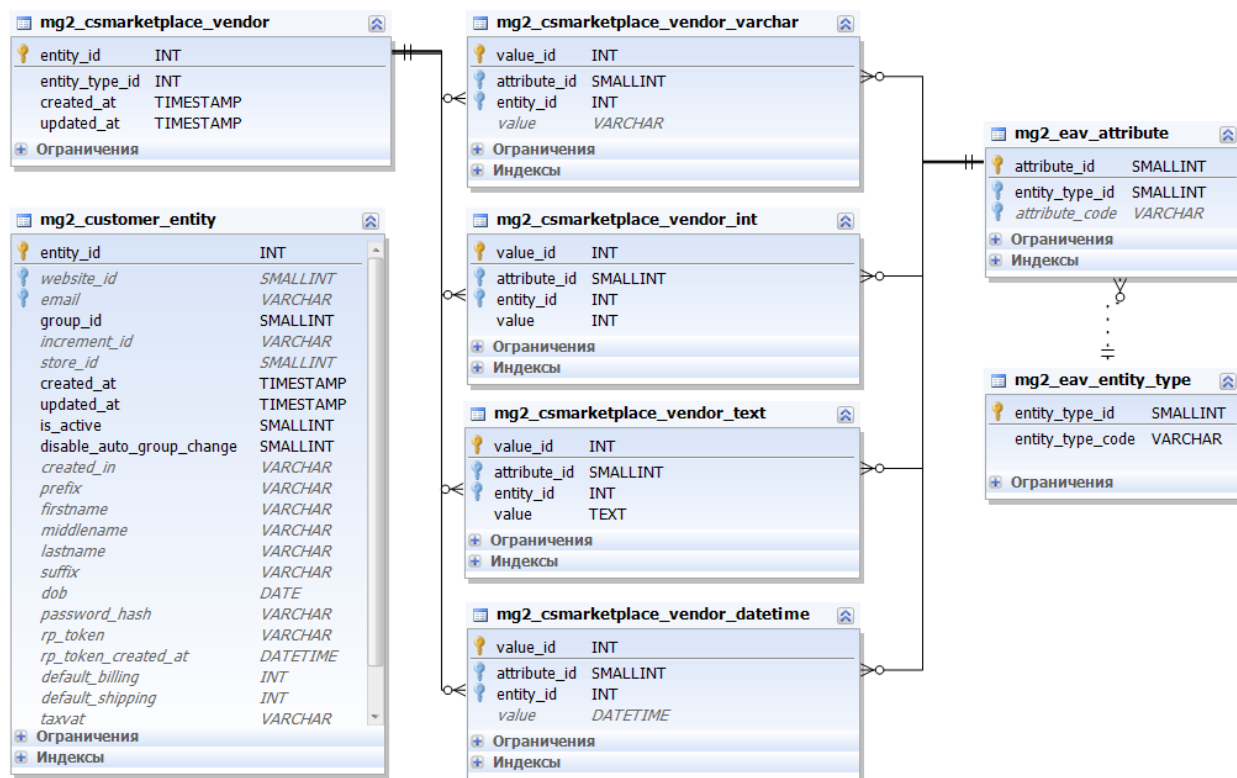 mg2_csmarketplace_vendor
entity_id INT
entity_type_id INT
created_at TIMESTAMP
updated_at TIMESTAMP
Ограничения
mg2_customer_entity
entity_id INT
website_id SMALLINT
email VARCHAR
group_id SMALLINT
increment_id VARCHAR
store_id SMALLINT
created_at TIMESTAMP
updated_at TIMESTAMP
is_active SMALLINT
disable_auto_group_change SMALLINT
created_in VARCHAR
prefix VARCHAR
firstname VARCHAR
middlename VARCHAR
lastname VARCHAR
suffix VARCHAR
dob DATE
password_hash VARCHAR
rp_token VARCHAR
rp_token_created_at DATETIME
default_billing INT
default_shipping INT
taxvat VARCHAR
Ограничения
Индексы
mg2_csmarketplace_vendor_varchar
value_id INT
attribute_id SMALLINT
entity_id INT
value VARCHAR
Ограничения
Индексы
mg2_csmarketplace_vendor_int
value_id INT
attribute_id SMALLINT
entity_id INT
value INT
Ограничения
Индексы
mg2_csmarketplace_vendor_text
value_id INT
attribute_id SMALLINT
entity_id INT
value TEXT
Ограничения
Индексы
mg2_csmarketplace_vendor_datetime
value_id INT
attribute_id SMALLINT
entity_id INT
value DATETIME
Ограничения
Индексы
mg2_eav_attribute
attribute_id SMALLINT
entity_type_id SMALLINT
attribute_code VARCHAR
Ограничения
Индексы
mg2_eav_entity_type
entity_type_id SMALLINT
entity_type_code VARCHAR
Ограничения